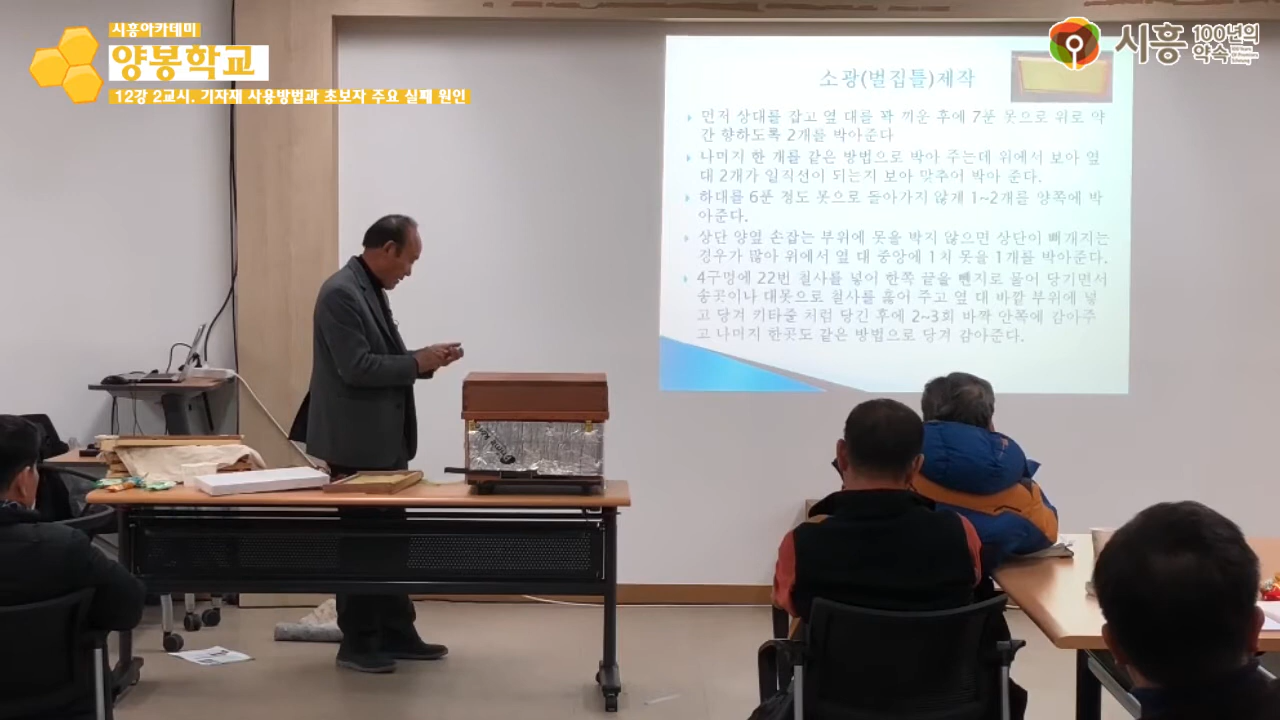 시흥아카데미
양봉학교
12강 2교시. 기자재 사용방법과 초보자 주요 실패 원인
시흥 100년의
약속
소광(벌집틀)제작
먼저 상대를 잡고 옆 대를 꽉 끼운 후에 7푼 못으로 위로 약
간 향하도록 2개를 박아준다
나머지 한 개를 같은 방법으로 박아 주는데 위에서 보아 옆
대 2개가 일직선이 되는지 보아 맞추어 박아 준다.
하대를 6푼 정도 못으로 돌아가지 않게 1~2개를 양쪽에 박
아준다.
상단 양옆 손잡는 부위에 못을 박지 않으면 상단이 빠개지는
경우가 많아 위에서 옆 대 중앙에 1치 못을 1개를 박아준다.
4구멍에 22번 철사를 넣어 한쪽 끝을 뺀지로 물어 당기면서
송곳이나 대못으로 철사를 훑어 주고 옆 대 바깥 부위에 넣
고 당겨 키타줄 처럼 당긴 후에 2~3회 바짝 안쪽에 감아주
고 나머지 한곳도 같은 방법으로 당겨 감아준다.